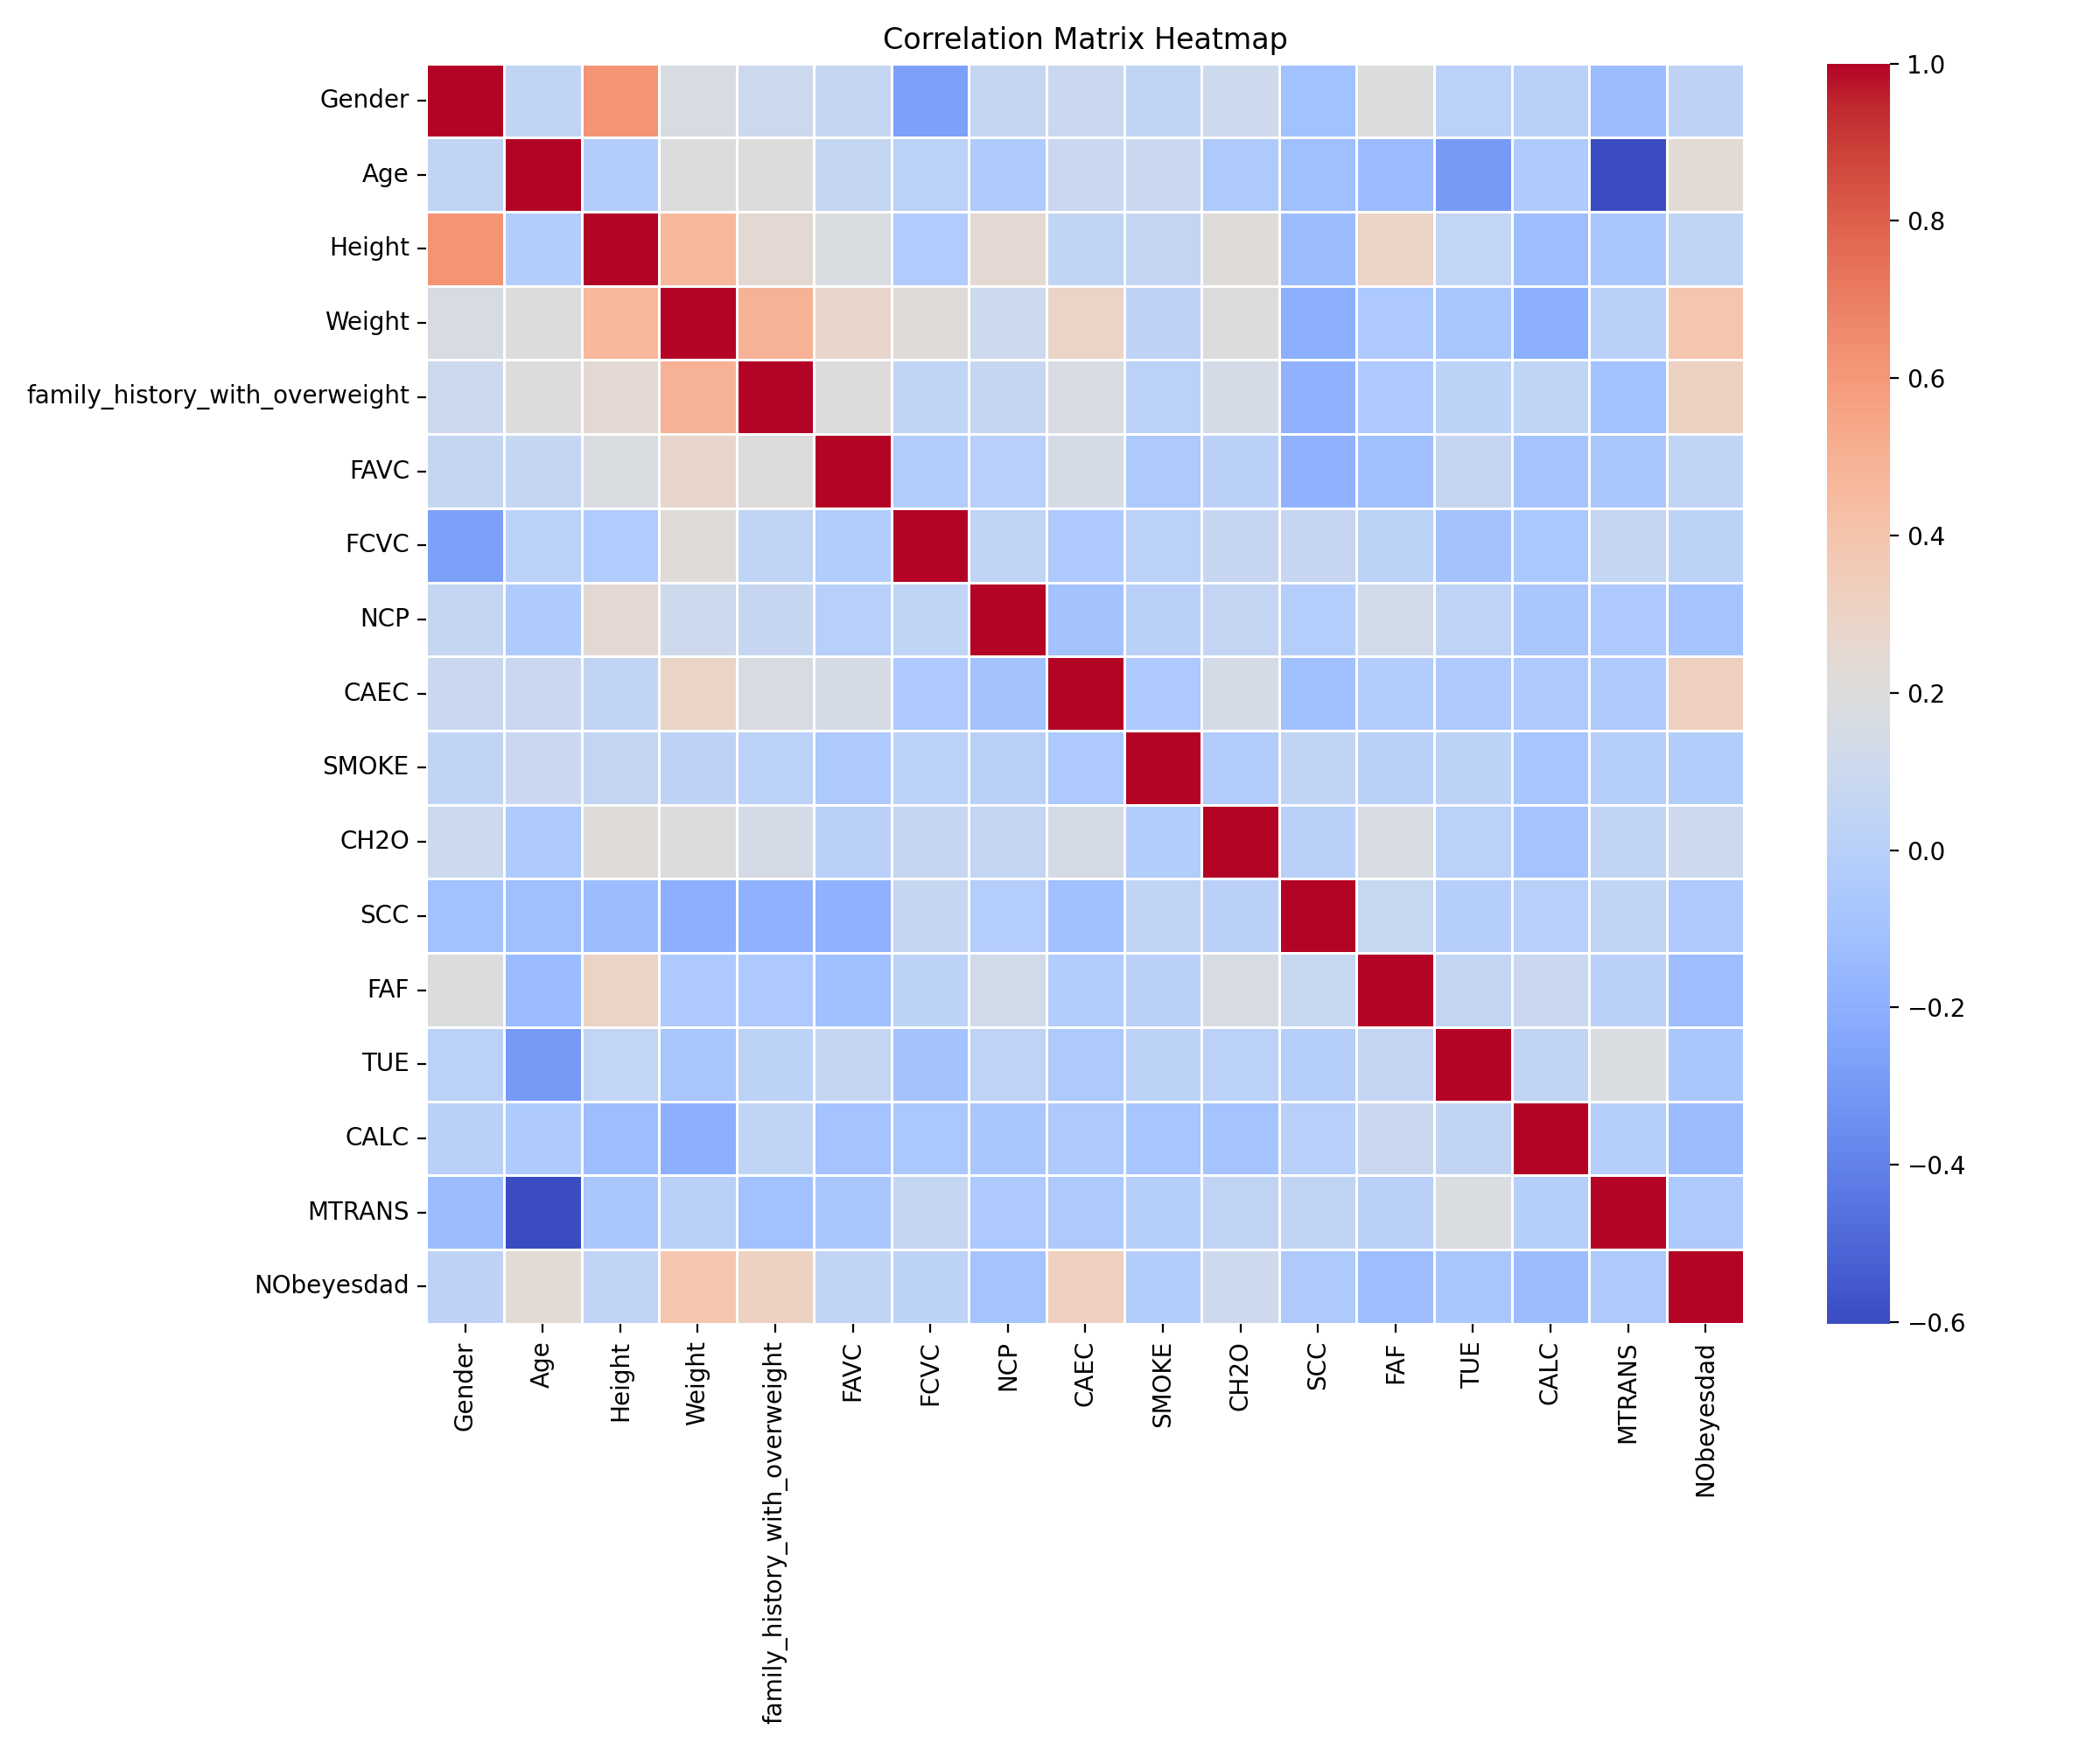 Correlation Matrix Heatmap
Gender
Age
Height
Weight
family_history_with_overweight
FAVC
FCVC
NCP
CAEC
SMOKE
CH2O
SCC
FAF
TUE
CALC
MTRANS
NObeyesdad
Gender
Age
Height
Weight
family_history_with_overweight
FAVC
FCVC
NCP
CAEC
SMOKE
CH2O
SCC
FAF
TUE
CALC
MTRANS
NObeyesdad
1.0
0.8
0.6
0.4
0.2
0.0
−0.2
−0.4
−0.6